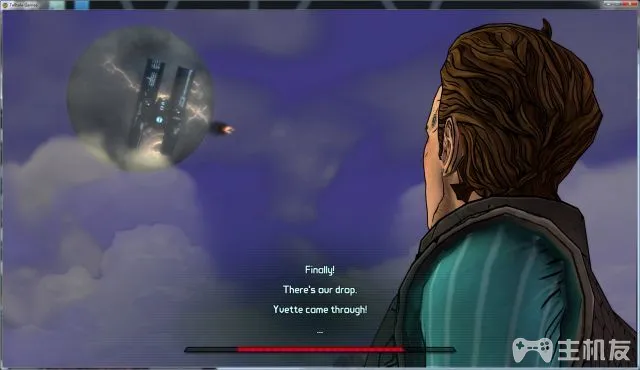 Telltale Games
Finally!
There's our drop.
Yvette came through!
...
主机友